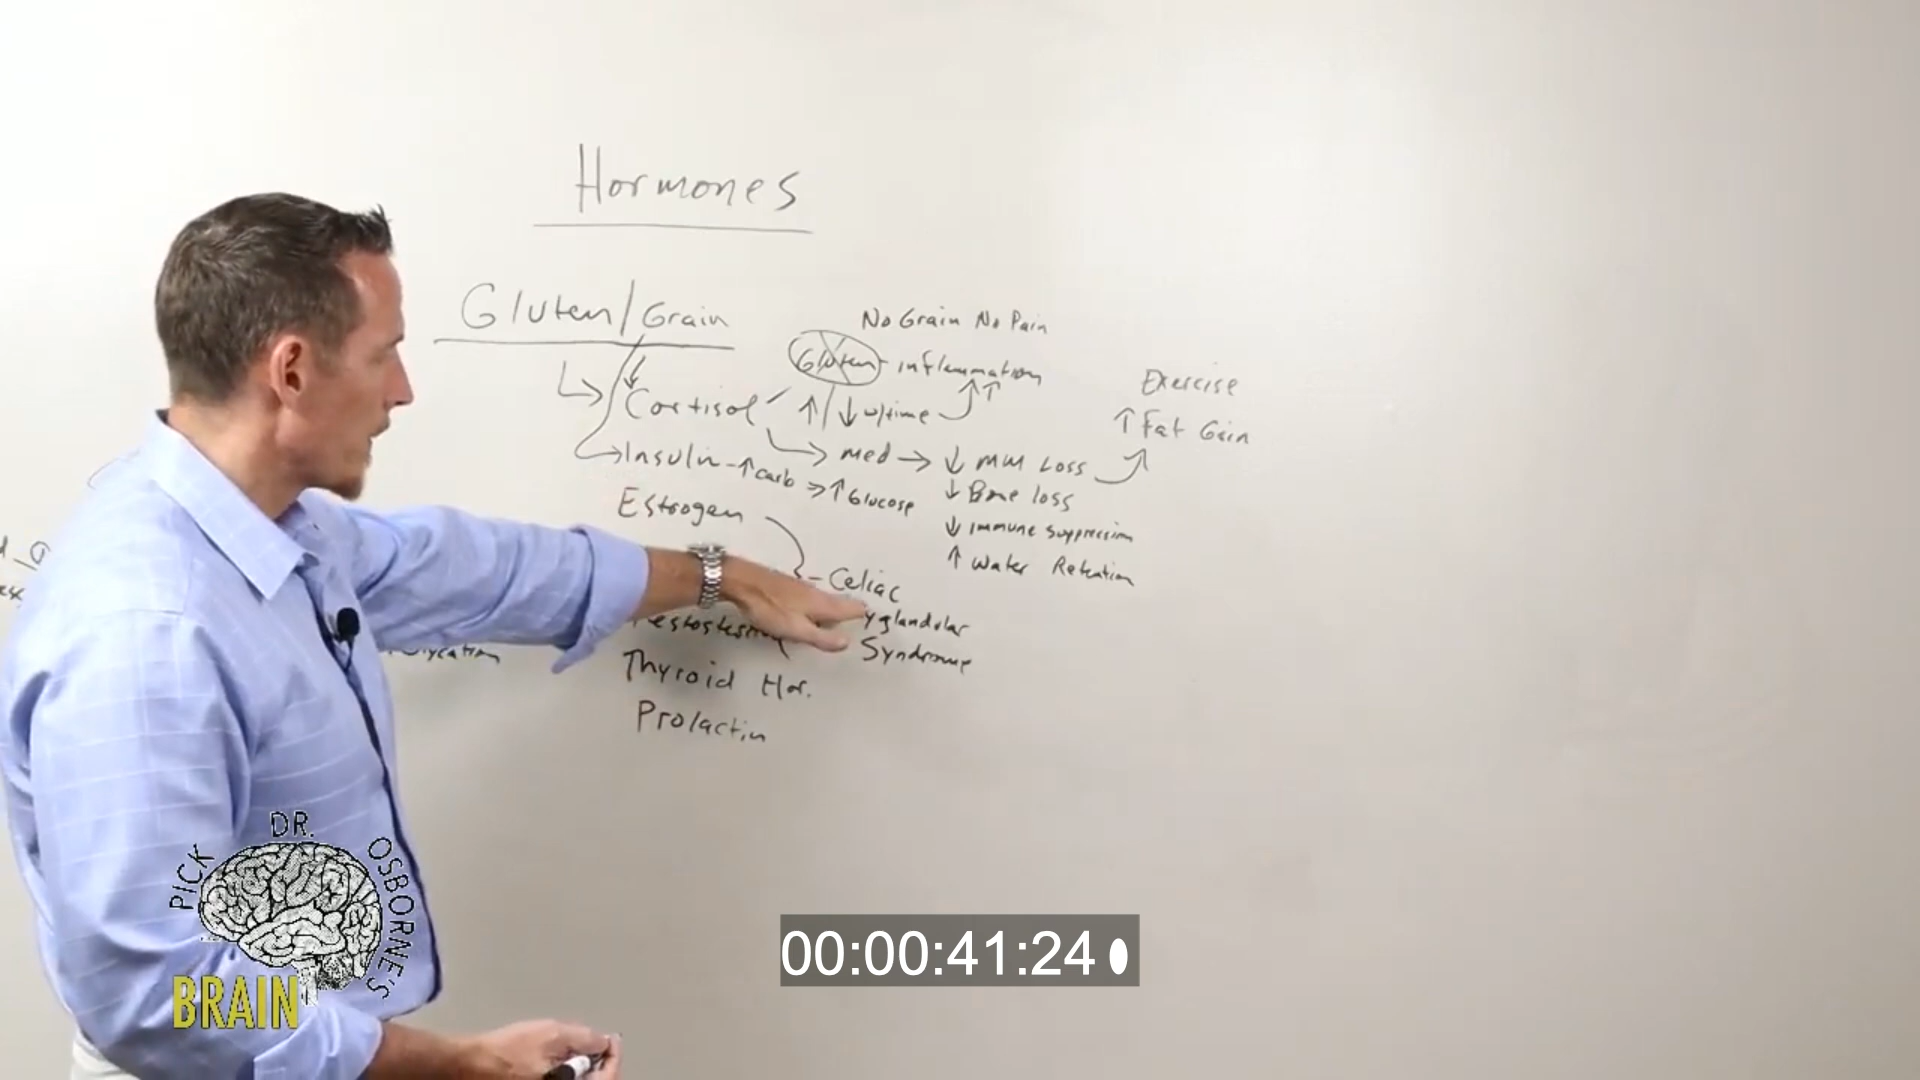 Hormones
Gluten/Grain
No Grain No Pain
Gluten - inflammation ↑↑
Cortisol ↑/↓ w/time
Exercise
↑ Fat Gain
→ med → ↓ MM Loss
Insulin - ↑ carb => ↑ Glucose
↓ Bone loss
Estrogen
↓ immune suppression
↑ Water Retention
- Celiac
yglandular
Syndrome
Thyroid Hor.
Prolactin
PICK DR. OSBORNE'S
BRAIN
00:00:41:24